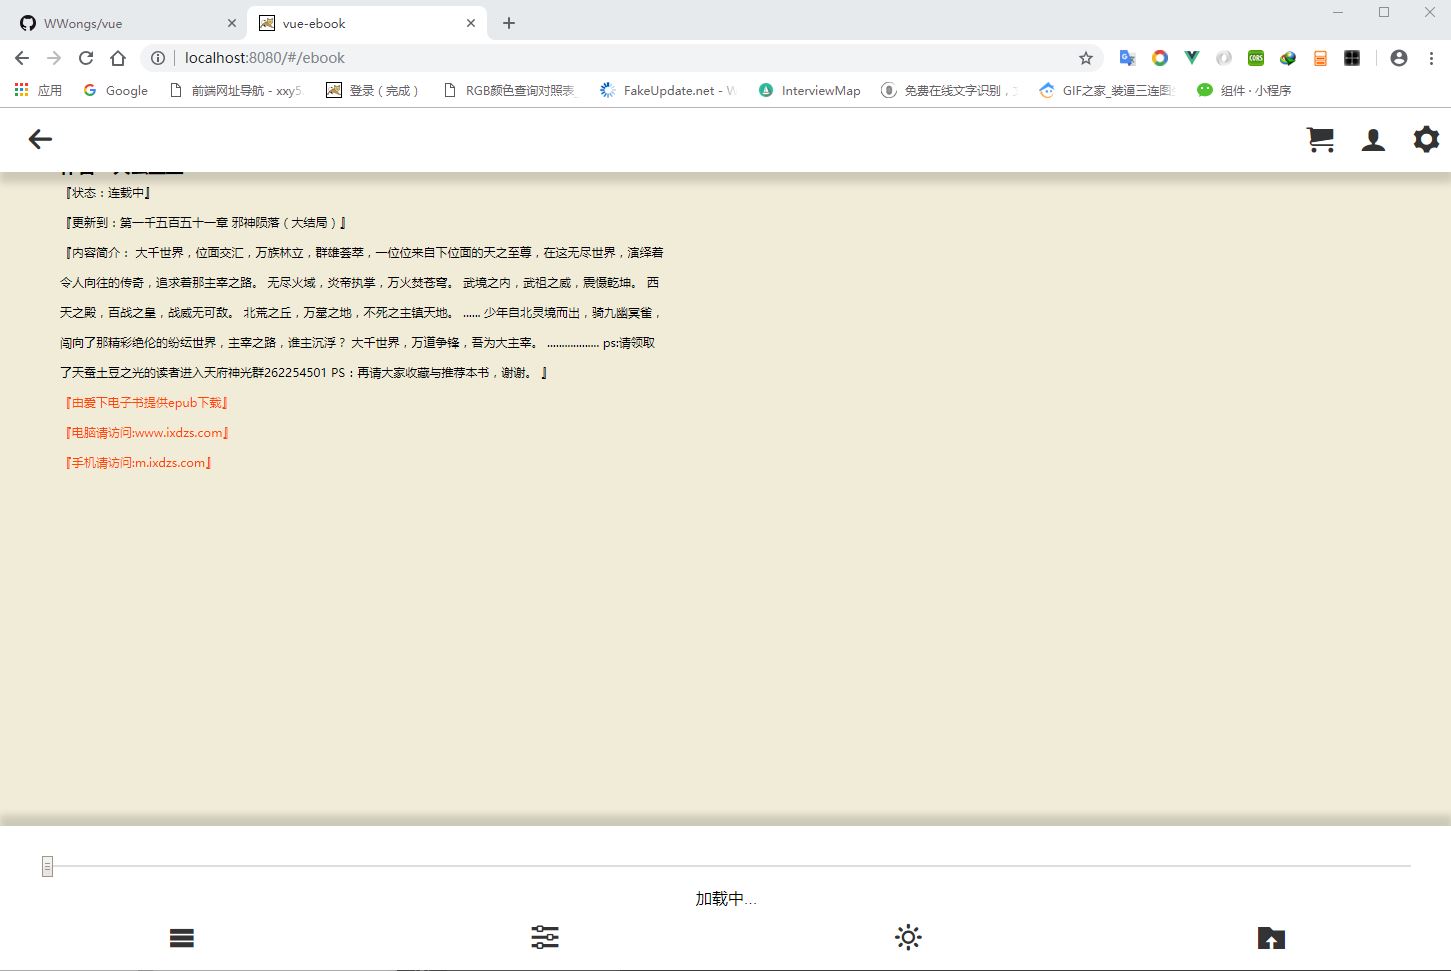 WWongs/vue
vue-ebook
localhost:8080/#/ebook
应用
Google
前端网址导航 - xxy5
登录（完成）
RGB颜色查询对照表_
FakeUpdate.net - W
InterviewMap
免费在线文字识别，
GIF之家_装逼三连图
组件 · 小程序
『状态：连载中』
『更新到：第一千五百五十一章 邪神陨落（大结局）』
『内容简介： 大千世界，位面交汇，万族林立，群雄荟萃，一位位来自下位面的天之至尊，在这无尽世界，演绎着
令人向往的传奇，追求着那主宰之路。 无尽火域，炎帝执掌，万火焚苍穹。 武境之内，武祖之威，震慑乾坤。 西
天之殿，百战之皇，战威无可敌。 北荒之丘，万墓之地，不死之主镇天地。 ...... 少年自北灵境而出，骑九幽冥雀，
闯向了那精彩绝伦的纷纭世界，主宰之路，谁主沉浮？ 大千世界，万道争锋，吾为大主宰。 .................. ps:请领取
了天蚕土豆之光的读者进入天府神光群262254501 PS：再请大家收藏与推荐本书，谢谢。 』
『由爱下电子书提供epub下载』
『电脑请访问:www.ixdzs.com』
『手机请访问:m.ixdzs.com』
加载中...